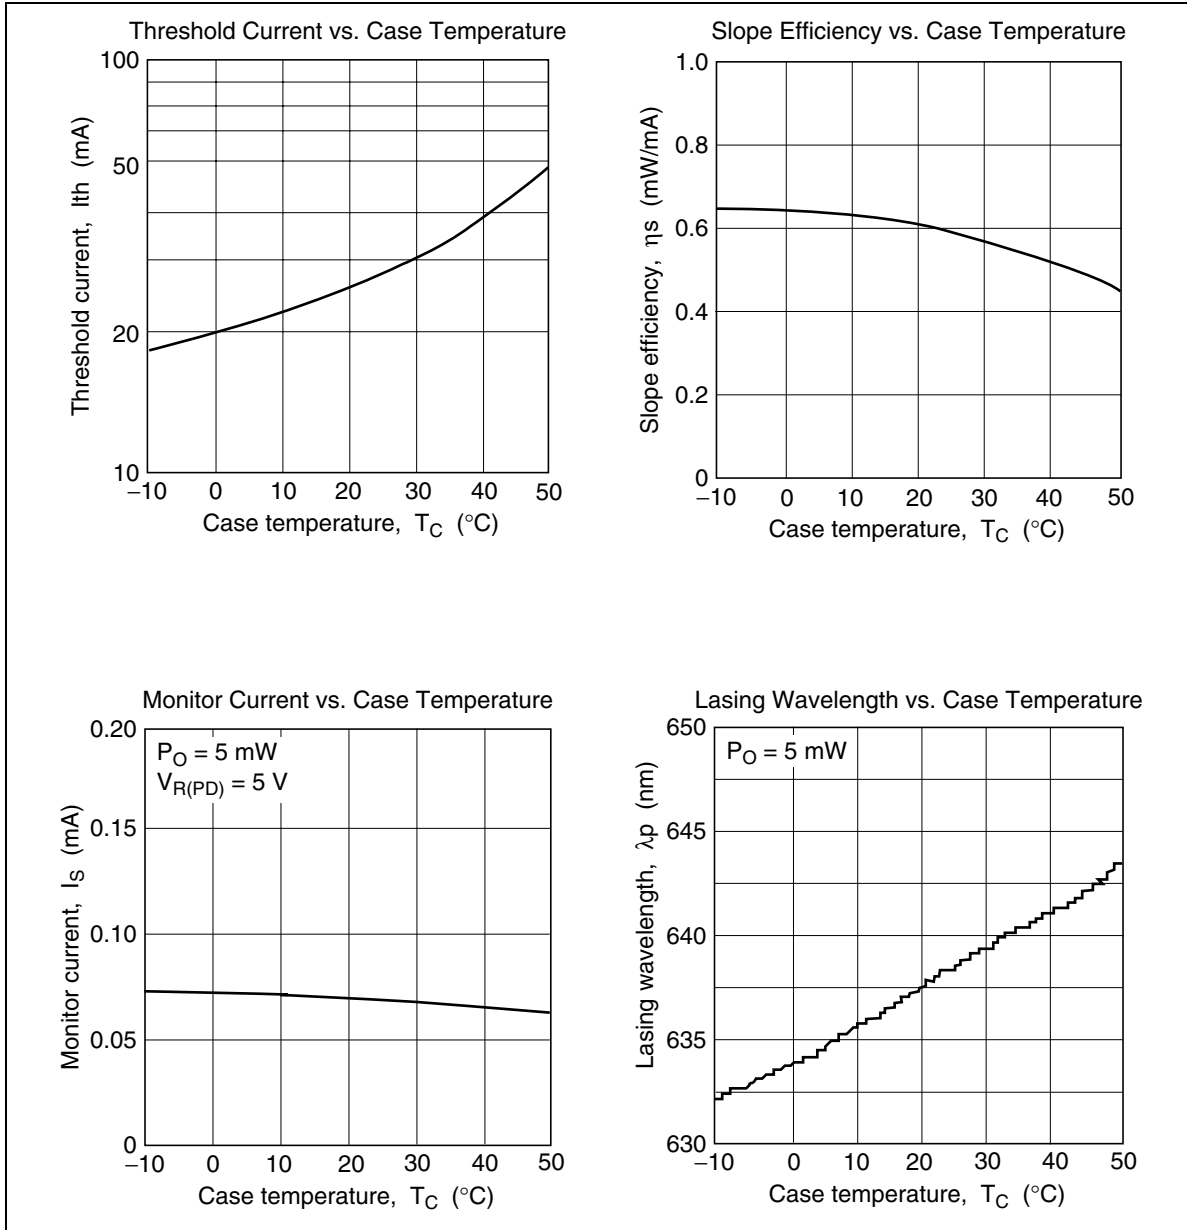 Threshold Current vs. Case Temperature
100
50
20
10
Threshold current, Ith (mA)
–10 0 10 20 30 40 50
Case temperature, TC (°C)
Slope Efficiency vs. Case Temperature
1.0
0.8
0.6
0.4
0.2
0
Slope efficiency, ηs (mW/mA)
–10 0 10 20 30 40 50
Case temperature, TC (°C)
Monitor Current vs. Case Temperature
PO = 5 mW
VR(PD) = 5 V
0.20
0.15
0.10
0.05
0
Monitor current, IS (mA)
–10 0 10 20 30 40 50
Case temperature, TC (°C)
Lasing Wavelength vs. Case Temperature
PO = 5 mW
650
645
640
635
630
Lasing wavelength, λp (nm)
–10 0 10 20 30 40 50
Case temperature, TC (°C)